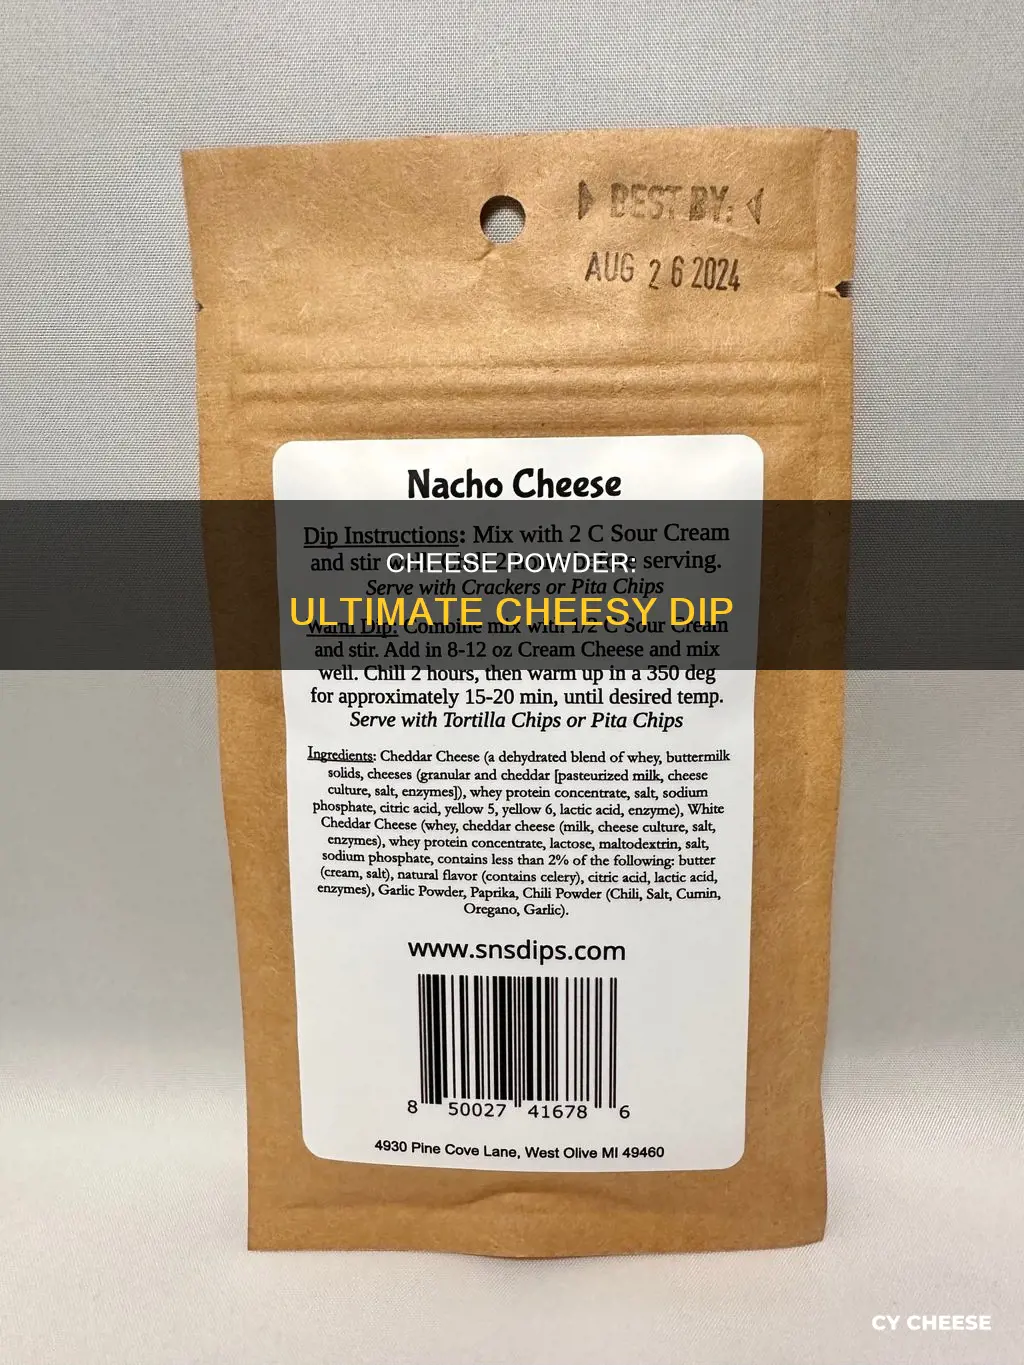 BEST BY:
AUG 26 2024
Nacho Cheese
Dip Instructions: Mix with 2 C Sour Cream
and stir well. Chill 2 hours before serving.
CHEESE POWDER:
Serve with Crackers or Pita Chips
ULTIMATE CHEESY DIP
Warm Dip: Combine mix with 1/2 C Sour Cream
and stir. Add in 8-12 oz Cream Cheese and mix
well. Chill 2 hours, then warm up in a 350 deg
for approximately 15-20 min, until desired temp.
Serve with Tortilla Chips or Pita Chips
Ingredients: Cheddar Cheese (a dehydrated blend of whey, buttermilk
solids, cheeses (granular and cheddar [pasteurized milk, cheese
culture, salt, enzymes]), whey protein concentrate, salt, sodium
phosphate, citric acid, yellow 5, yellow 6, lactic acid, enzyme), White
Cheddar Cheese (whey, cheddar cheese (milk, cheese culture, salt,
enzymes), whey protein concentrate, lactose, maltodextrin, salt,
sodium phosphate, contains less than 2% of the following: butter
(cream, salt), natural flavor (contains celery), citric acid, lactic acid,
enzymes), Garlic Powder, Paprika, Chili Powder (Chili, Salt, Cumin,
Oregano, Garlic).
www.snsdips.com
8 50027 41678 6
4930 Pine Cove Lane, West Olive MI 49460
CY CHEESE